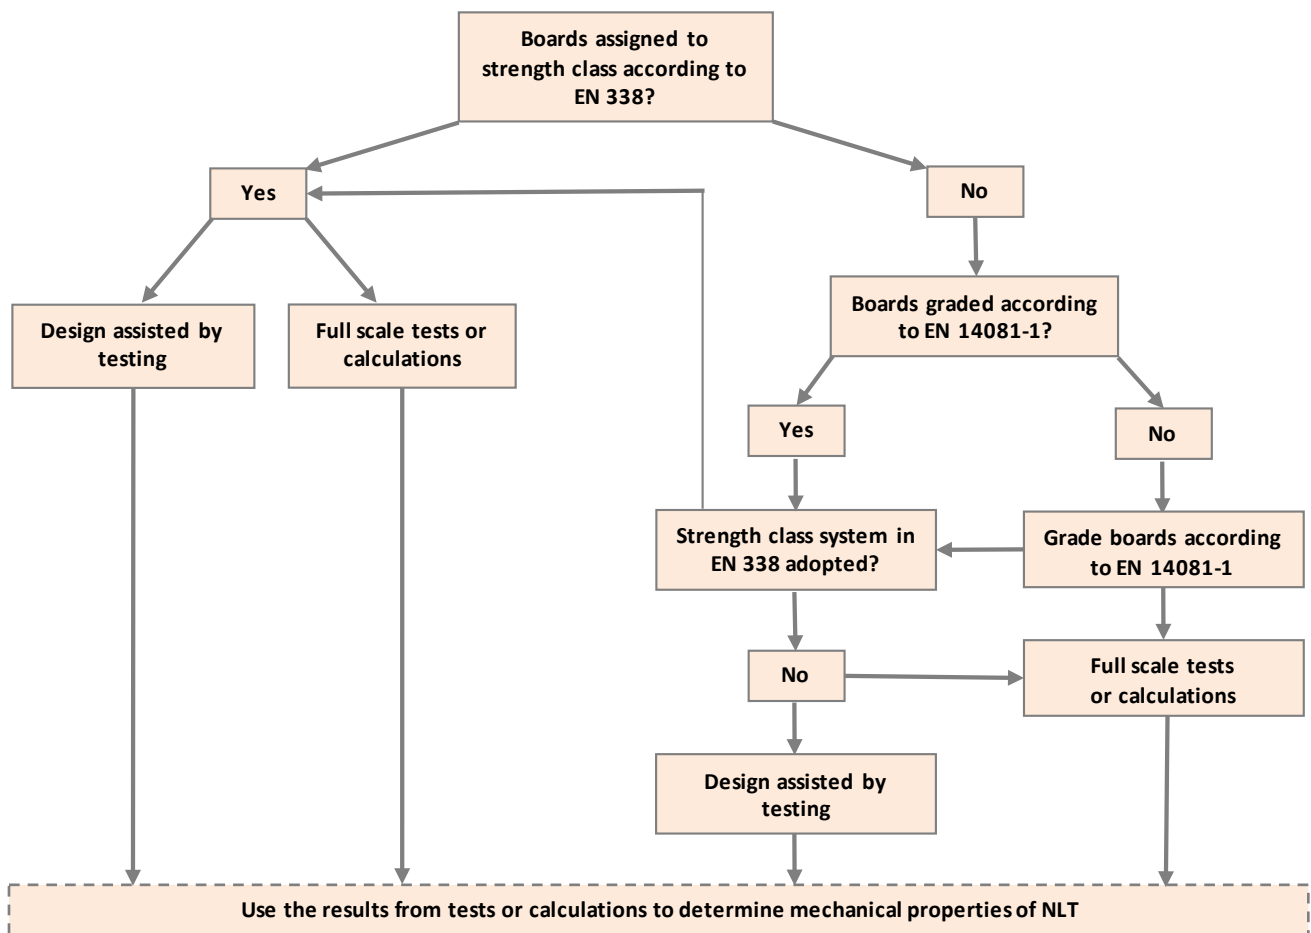 Boards assigned to
strength class according to
EN 338?
Yes
No
Design assisted by
testing
Full scale tests or
calculations
Boards graded according
to EN 14081-1?
Yes
No
Strength class system in
EN 338 adopted?
Grade boards according
to EN 14081-1
No
Full scale tests
or calculations
Design assisted by
testing
Use the results from tests or calculations to determine mechanical properties of NLT